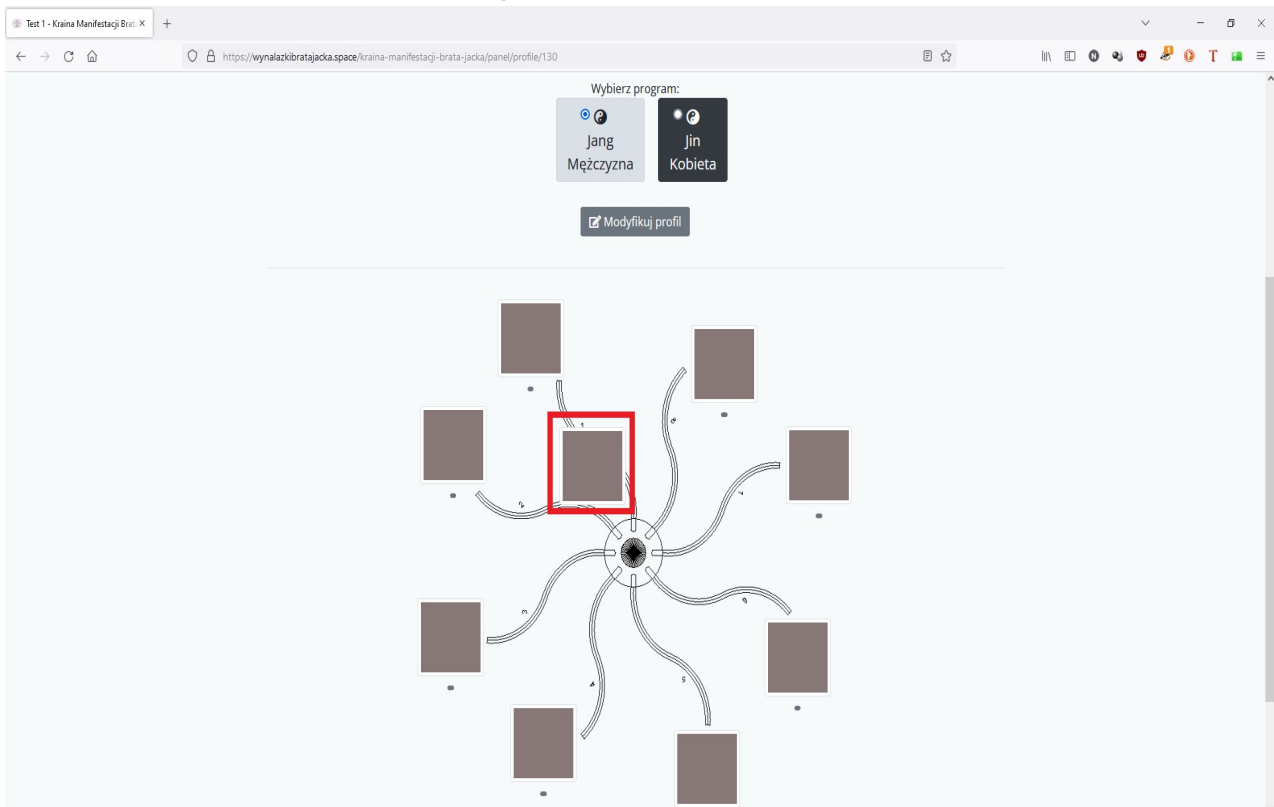 Test 1 - Kraina Manifestacji Brat
https://wynalazkibratajacka.space/kraina-manifestacji-brata-jacka/panel/profile/130
Wybierz program:
Jang
Mężczyzna
Jin
Kobieta
Modyfikuj profil
1
8
2
7
3
6
4
5